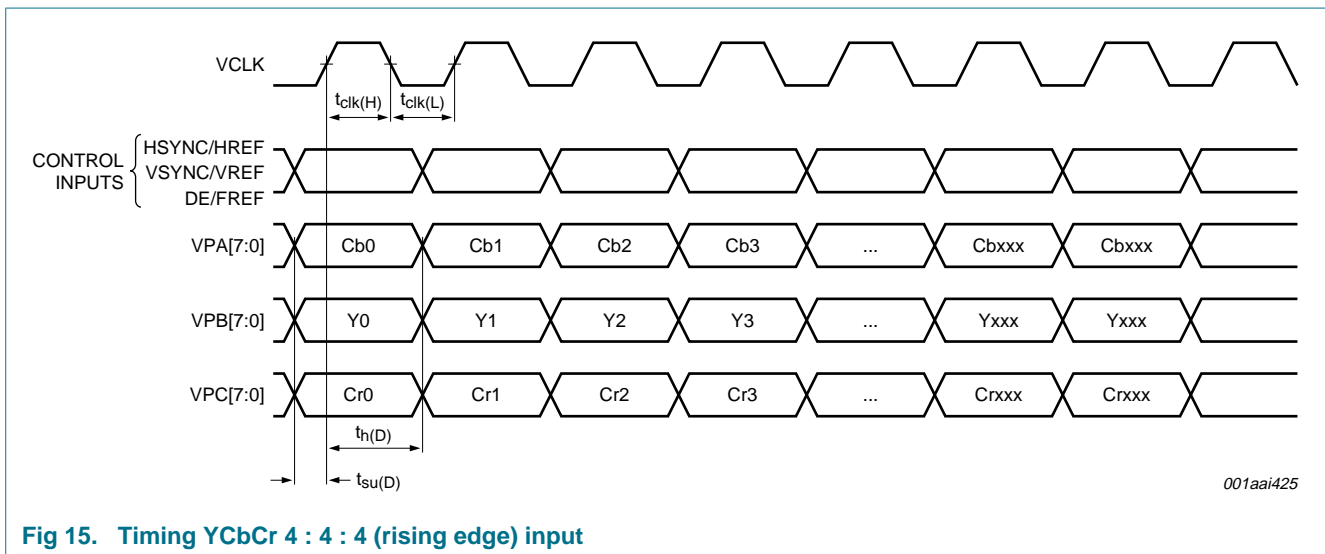 VCLK
tclk(H) tclk(L)
CONTROL INPUTS
HSYNC/HREF
VSYNC/VREF
DE/FREF
VPA[7:0] Cb0 Cb1 Cb2 Cb3 ... Cbxxx Cbxxx
VPB[7:0] Y0 Y1 Y2 Y3 ... Yxxx Yxxx
VPC[7:0] Cr0 Cr1 Cr2 Cr3 ... Crxxx Crxxx
th(D)
tsu(D)
001aai425
Fig 15. Timing YCbCr 4 : 4 : 4 (rising edge) input